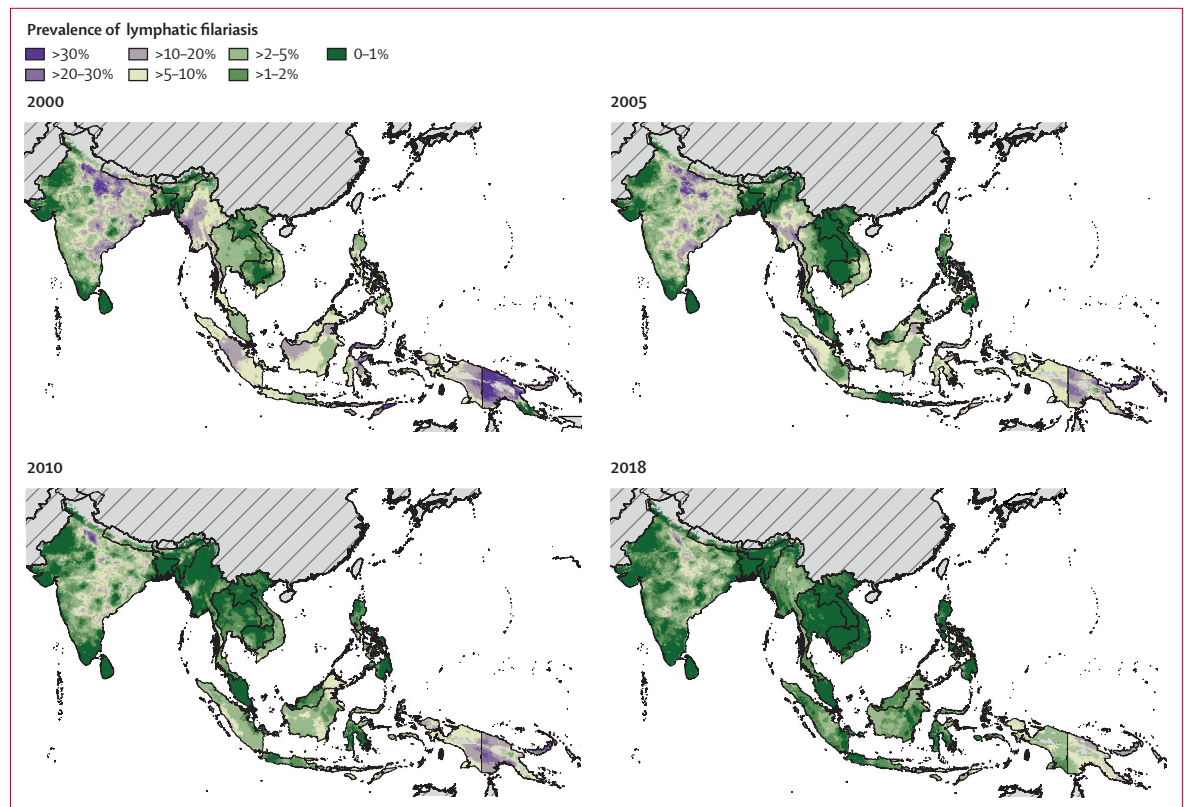 Prevalence of lymphatic filariasis
>30% >10–20% >2–5% 0–1%
>20–30% >5–10% >1–2%
2000 2005
2010 2018